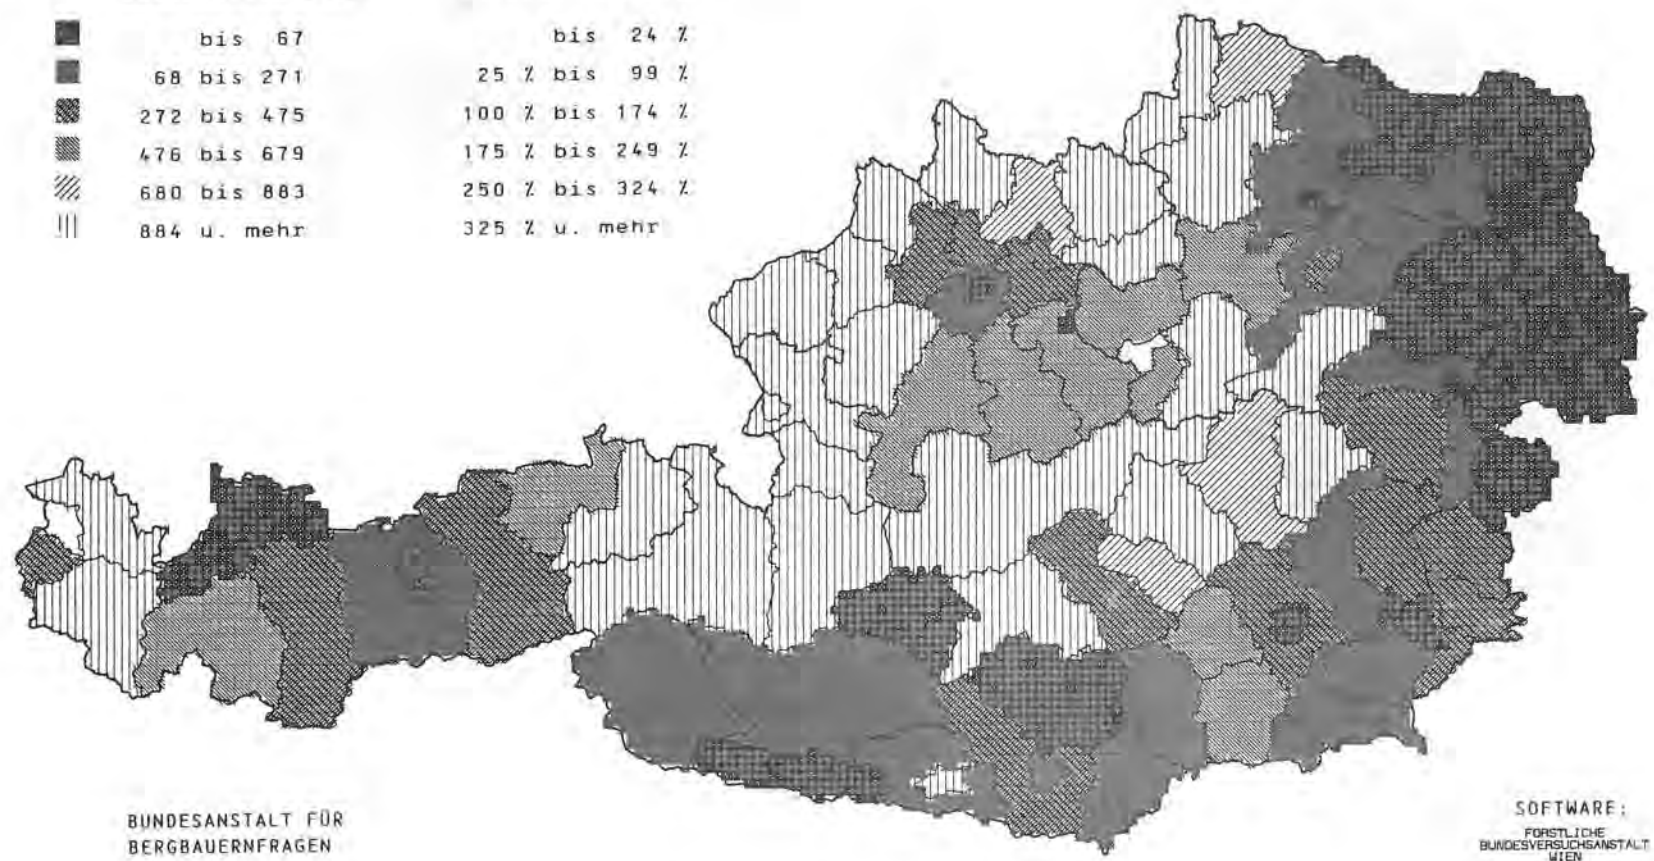 bis 67 bis 24 %
68 bis 271 25 % bis 99 %
272 bis 475 100 % bis 174 %
476 bis 679 175 % bis 249 %
680 bis 883 250 % bis 324 %
884 u. mehr 325 % u. mehr
BUNDESANSTALT FÜR
BERGBAUERNFRAGEN
SOFTWARE:
FORSTLICHE
BUNDESVERSUCHSANSTALT
WIEN